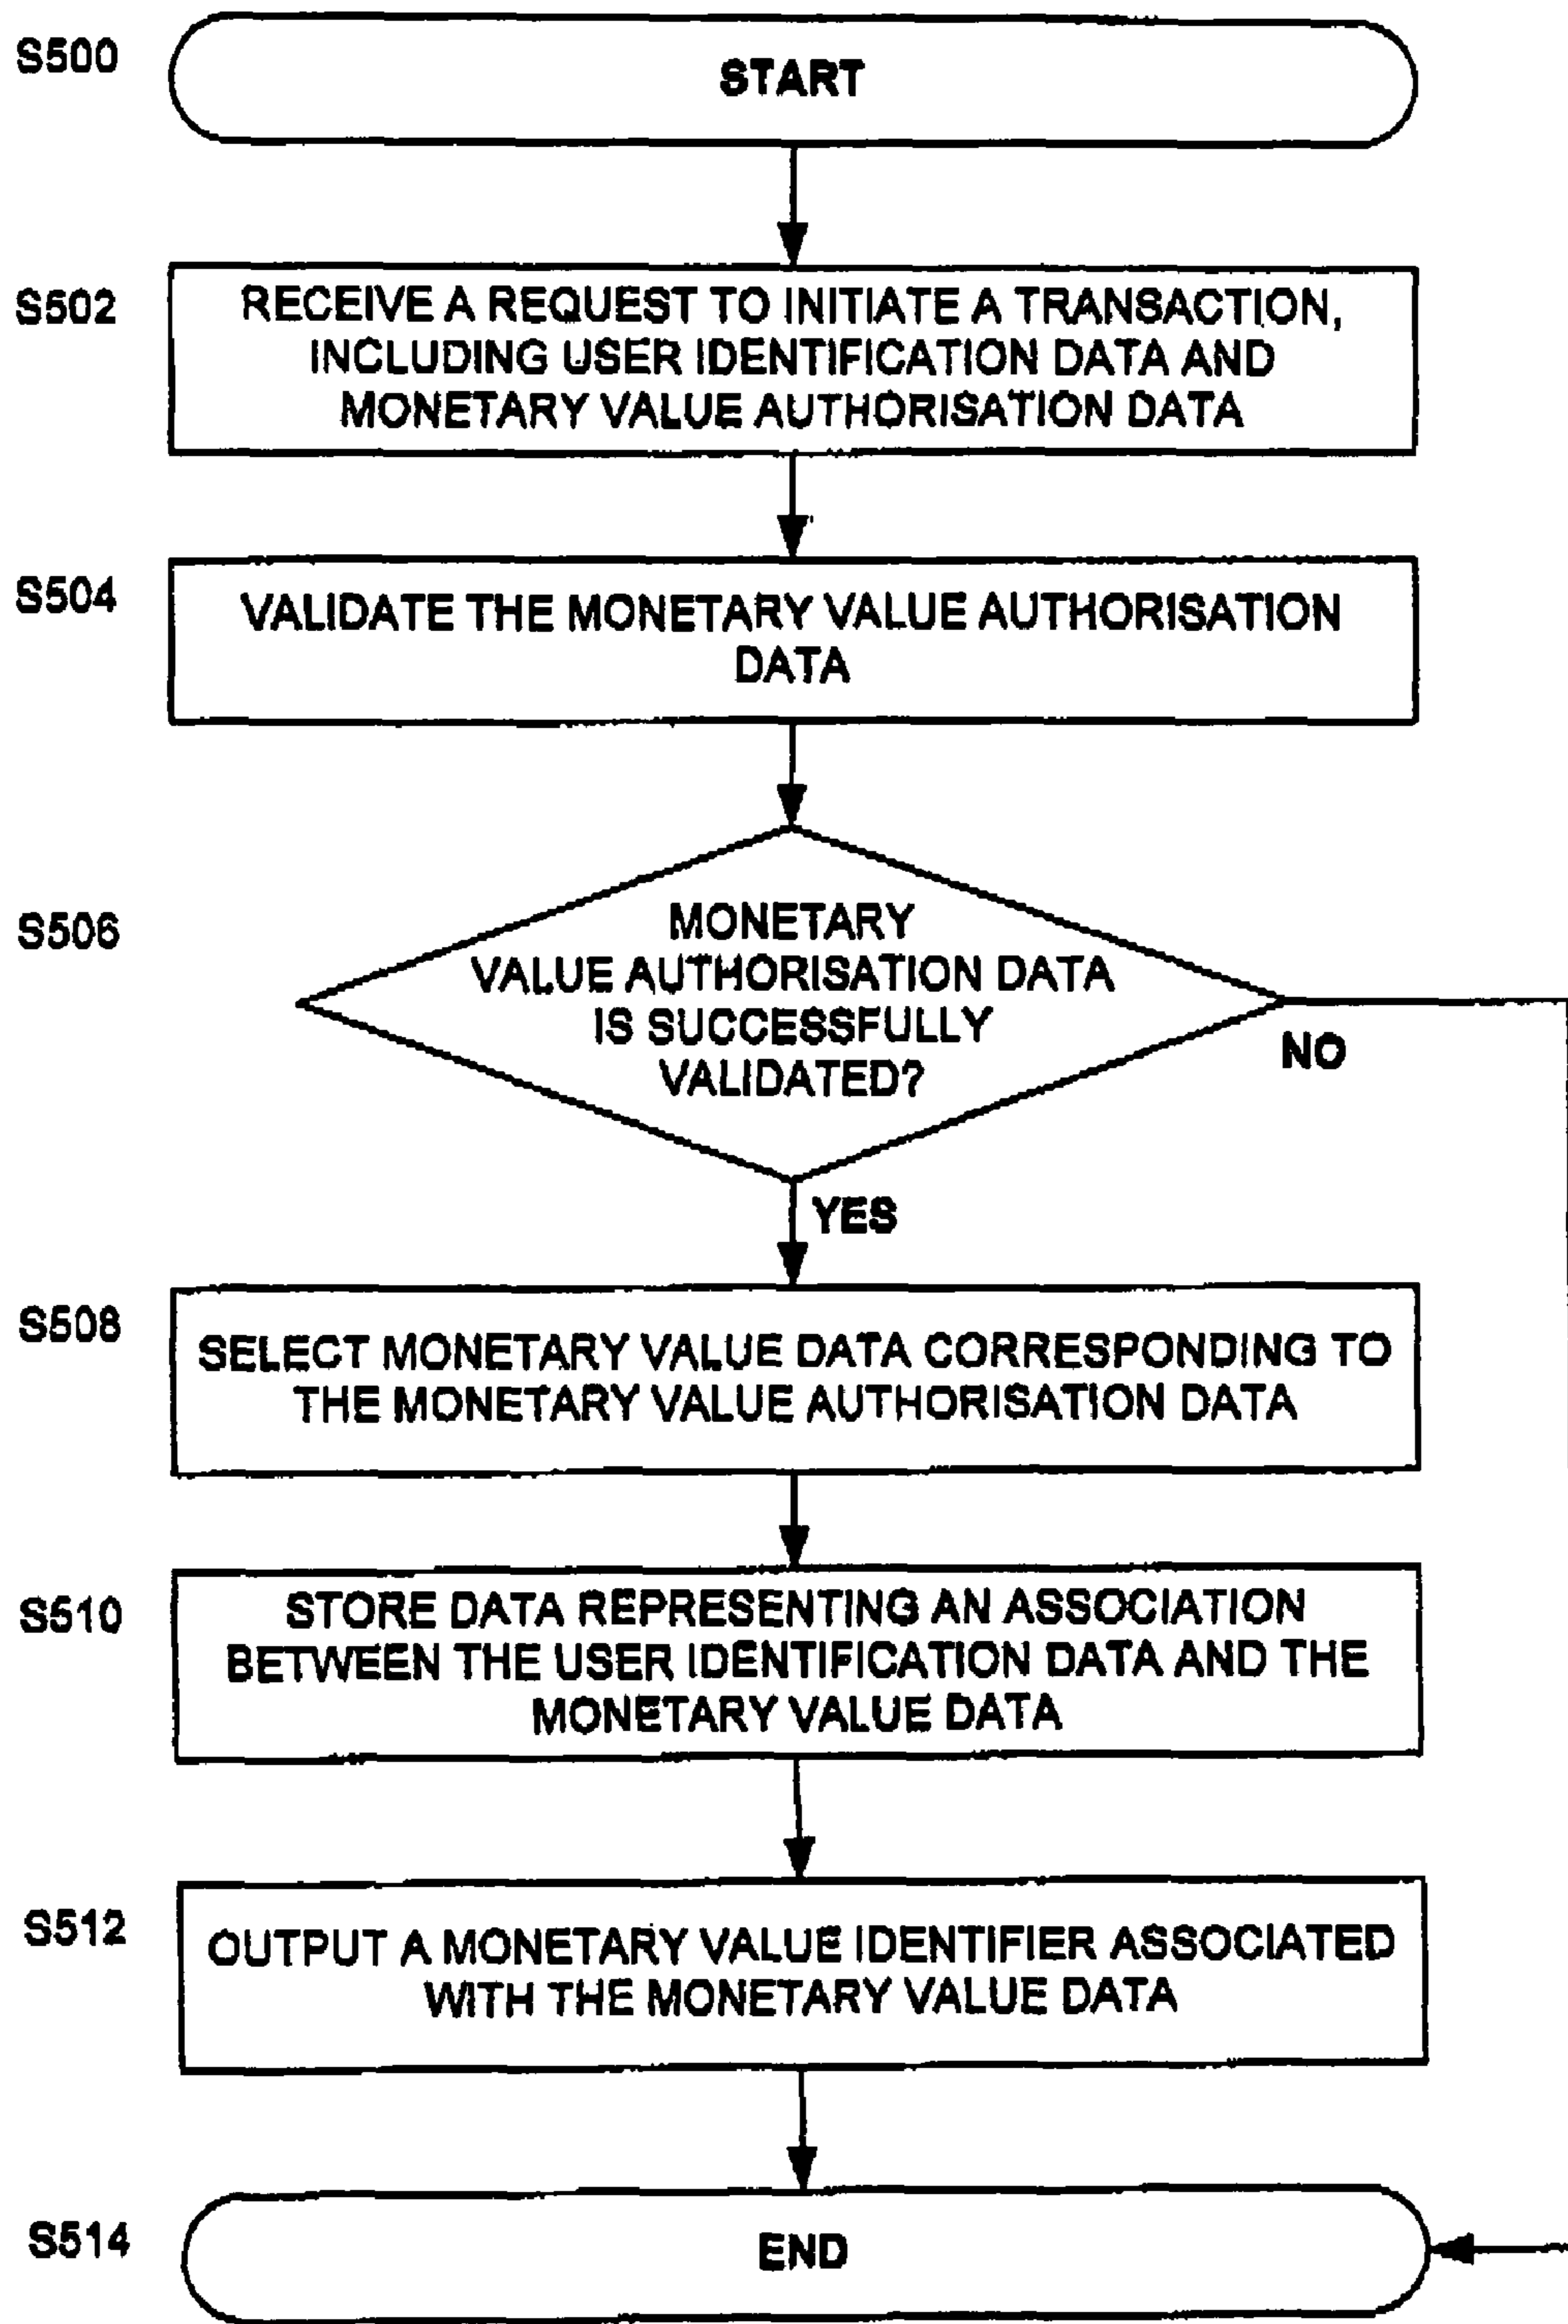 S500
START
S502
RECEIVE A REQUEST TO INITIATE A TRANSACTION,
INCLUDING USER IDENTIFICATION DATA AND
MONETARY VALUE AUTHORISATION DATA
S504
VALIDATE THE MONETARY VALUE AUTHORISATION
DATA
S506
MONETARY
VALUE AUTHORISATION DATA
IS SUCCESSFULLY
VALIDATED?
NO
YES
S508
SELECT MONETARY VALUE DATA CORRESPONDING TO
THE MONETARY VALUE AUTHORISATION DATA
S510
STORE DATA REPRESENTING AN ASSOCIATION
BETWEEN THE USER IDENTIFICATION DATA AND THE
MONETARY VALUE DATA
S512
OUTPUT A MONETARY VALUE IDENTIFIER ASSOCIATED
WITH THE MONETARY VALUE DATA
S514
END